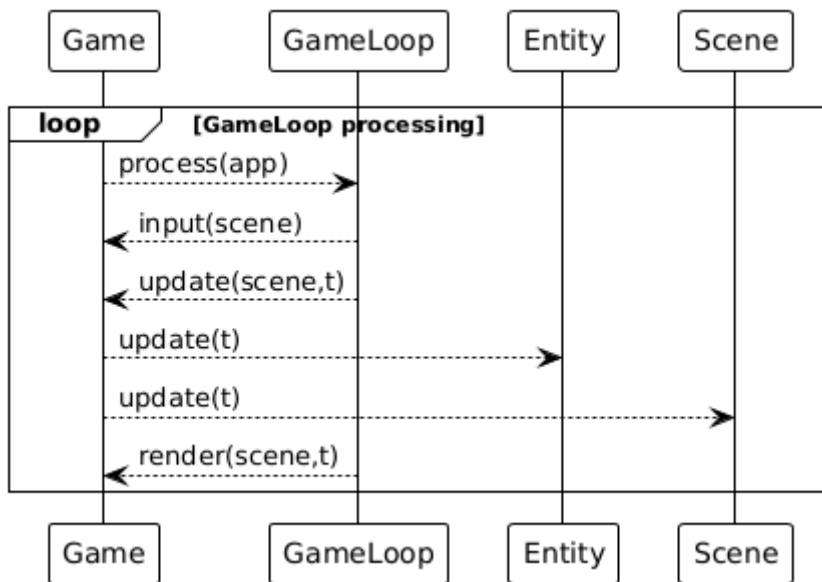 Game GameLoop Entity Scene
loop [GameLoop processing]
process(app)
input(scene)
update(scene,t)
update(t)
update(t)
render(scene,t)
Game GameLoop Entity Scene